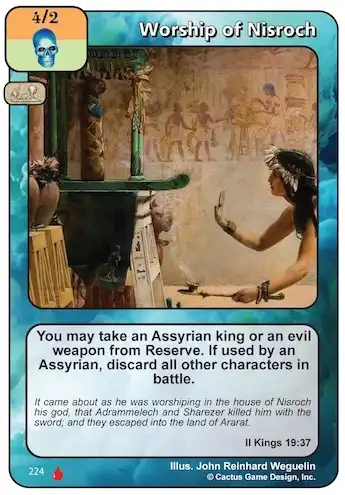 4/2
Worship of Nisroch
You may take an Assyrian king or an evil
weapon from Reserve. If used by an
Assyrian, discard all other characters in
battle.
It came about as he was worshiping in the house of Nisroch
his god, that Adrammelech and Sharezer killed him with the
sword; and they escaped into the land of Ararat.
II Kings 19:37
Illus. John Reinhard Weguelin
224
© Cactus Game Design, Inc.